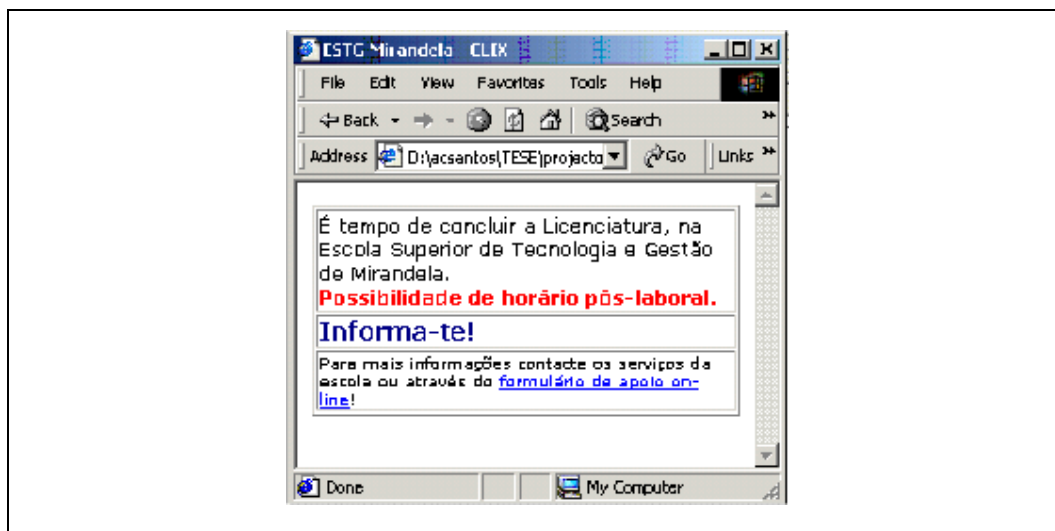 ESTG Mirandela CLIX
File Edit View Favorites Tools Help
Back Search
Address D:\acsantos\TESE\projecto Go Links
É tempo de concluir a Licenciatura, na
Escola Superior de Tecnologia e Gestão
de Mirandela.
Possibilidade de horário pós-laboral.
Informa-te!
Para mais informações contacte os serviços da
escola ou através do formulário de apoio on-
line!
Done My Computer